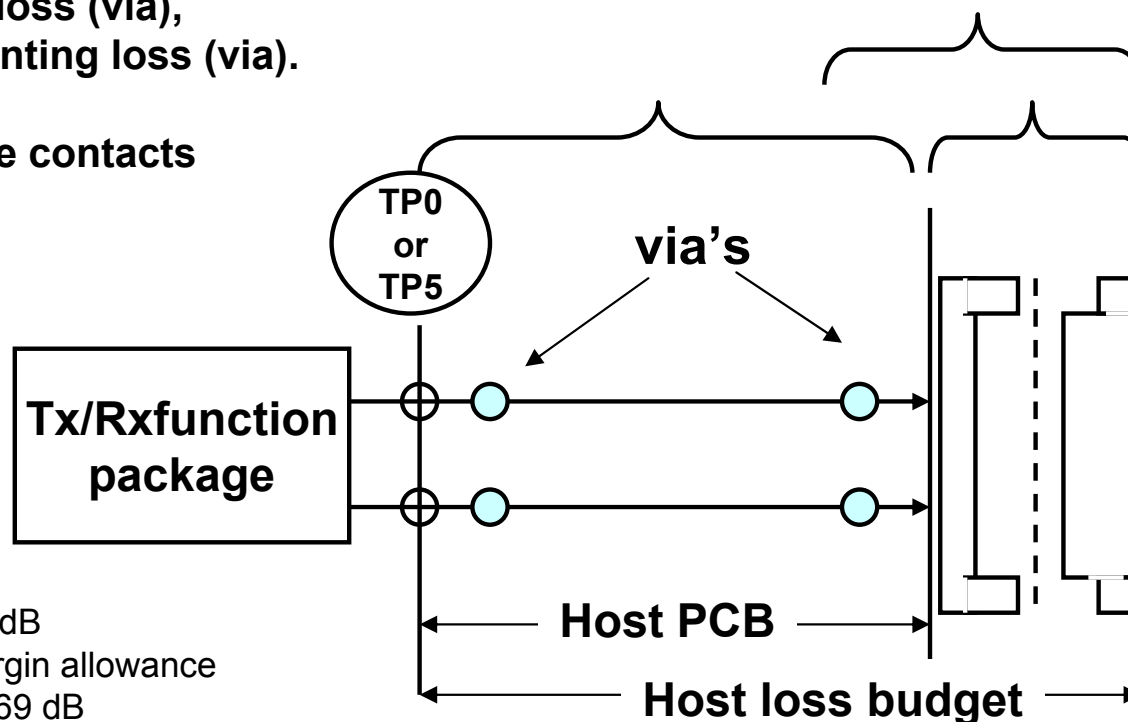 loss (via),
nting loss (via).
e contacts
TP0
or
TP5
via's
Tx/Rxfunction
package
dB
rgin allowance
69 dB
Host PCB
Host loss budget